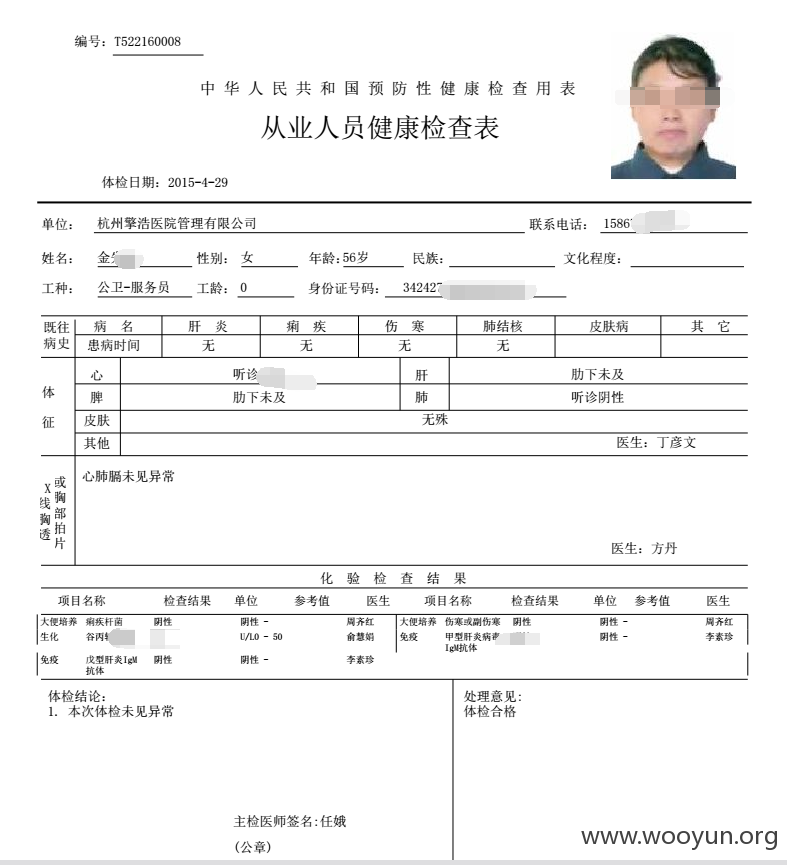 编号: T522160008
中华人民共和国预防性健康检查用表
从业人员健康检查表
体检日期: 2015-4-29
单位: 杭州擎浩医院管理有限公司 联系电话: 1586
姓名: 金 性别: 女 年龄:56岁 民族: 文化程度:
工种: 公卫-服务员 工龄: 0 身份证号码: 342427
既往病史 病名 肝炎 痢疾 伤寒 肺结核 皮肤病 其它
患病时间 无 无 无 无
体征 心 听诊 肝 肋下未及
脾 肋下未及 肺 听诊阴性
皮肤 无殊
其他 医生: 丁彦文
X线胸透或胸部拍片 心肺膈未见异常
医生: 方丹
化验检查结果
项目名称 检查结果 单位 参考值 医生 项目名称 检查结果 单位 参考值 医生
大便培养 痢疾杆菌 阴性 阴性 - 周齐红 大便培养 伤寒或副伤寒 阴性 阴性 - 周齐红
生化 谷丙 U/L0 - 50 俞慧娟 免疫 甲型肝炎病毒 阴性 - 李素珍
IgM抗体
免疫 戊型肝炎IgM 阴性 阴性 - 李素珍
抗体
体检结论: 处理意见:
1. 本次体检未见异常 体检合格
主检医师签名:任娥
(公章)
www.wooyun.org